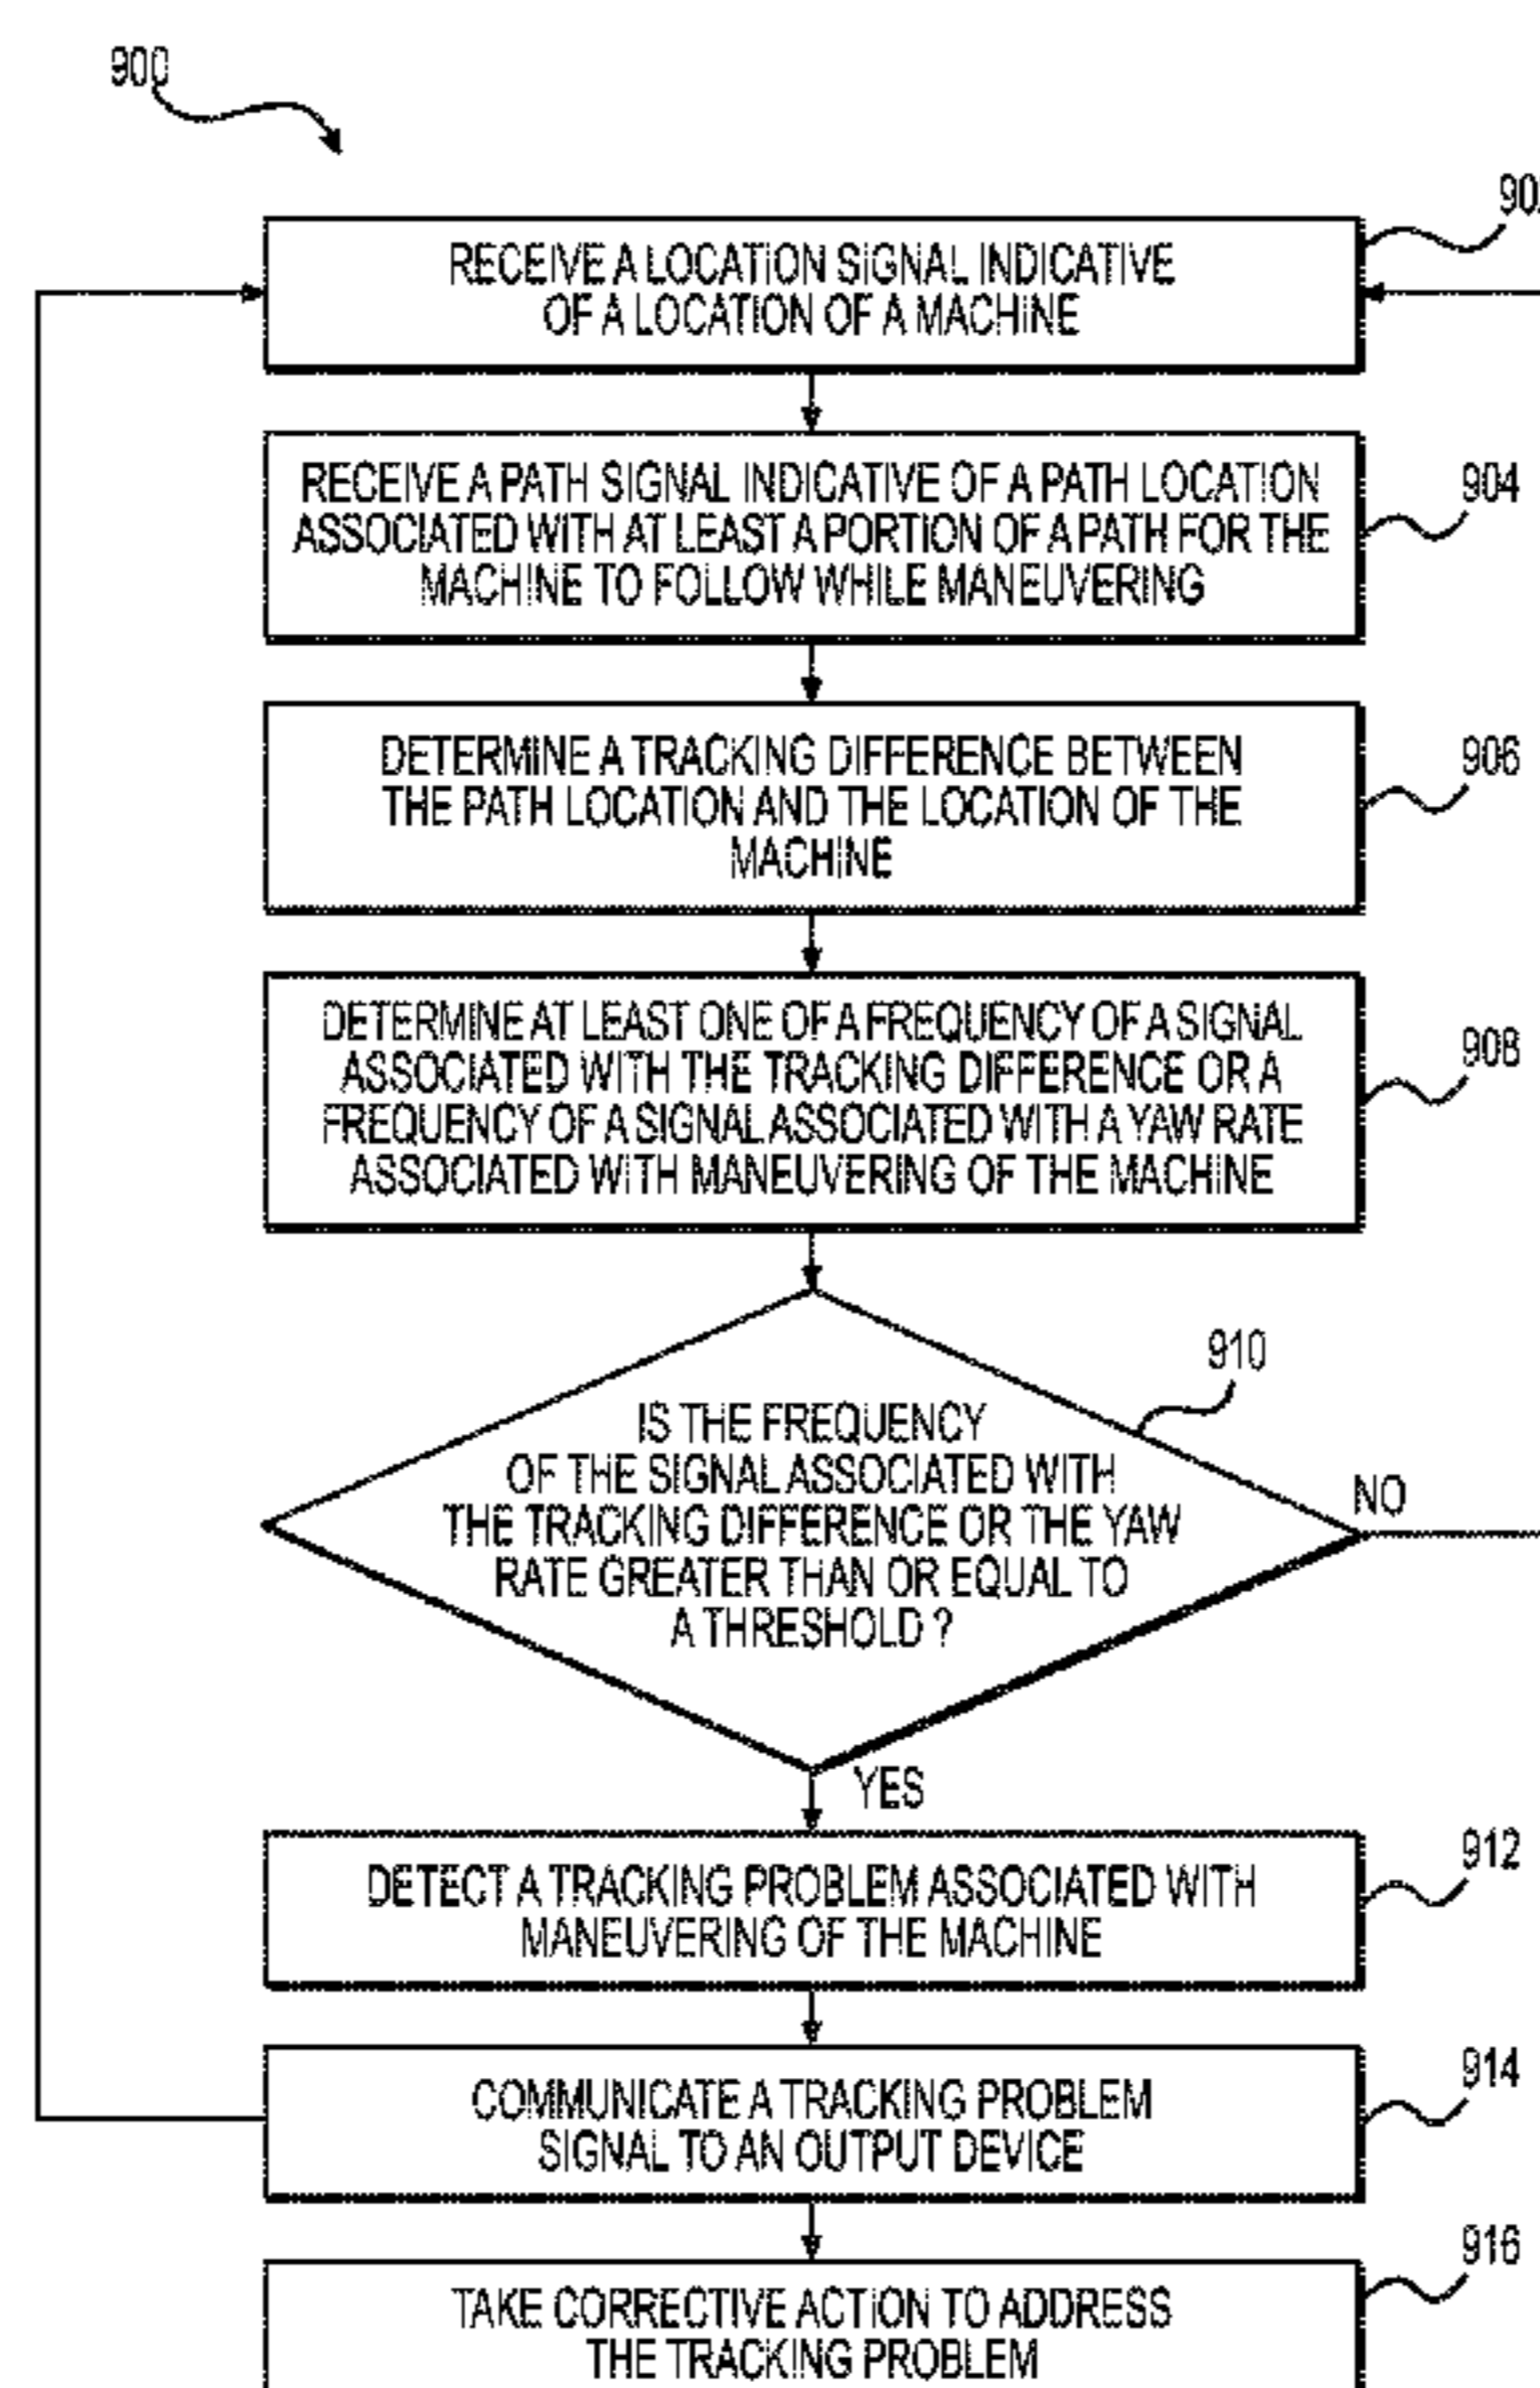 900
RECEIVE A LOCATION SIGNAL INDICATIVE
OF A LOCATION OF A MACHINE
904
RECEIVE A PATH SIGNAL INDICATIVE OF A PATH LOCATION
ASSOCIATED WITH AT LEAST A PORTION OF A PATH FOR THE
MACHINE TO FOLLOW WHILE MANEUVERING
906
DETERMINE A TRACKING DIFFERENCE BETWEEN
THE PATH LOCATION AND THE LOCATION OF THE
MACHINE
908
DETERMINE AT LEAST ONE OF A FREQUENCY OF A SIGNAL
ASSOCIATED WITH THE TRACKING DIFFERENCE OR A
FREQUENCY OF A SIGNAL ASSOCIATED WITH A YAW RATE
ASSOCIATED WITH MANEUVERING OF THE MACHINE
910
IS THE FREQUENCY
OF THE SIGNAL ASSOCIATED WITH
THE TRACKING DIFFERENCE OR THE YAW
RATE GREATER THAN OR EQUAL TO
A THRESHOLD ?
NO
YES
912
DETECT A TRACKING PROBLEM ASSOCIATED WITH
MANEUVERING OF THE MACHINE
914
COMMUNICATE A TRACKING PROBLEM
SIGNAL TO AN OUTPUT DEVICE
916
TAKE CORRECTIVE ACTION TO ADDRESS
THE TRACKING PROBLEM